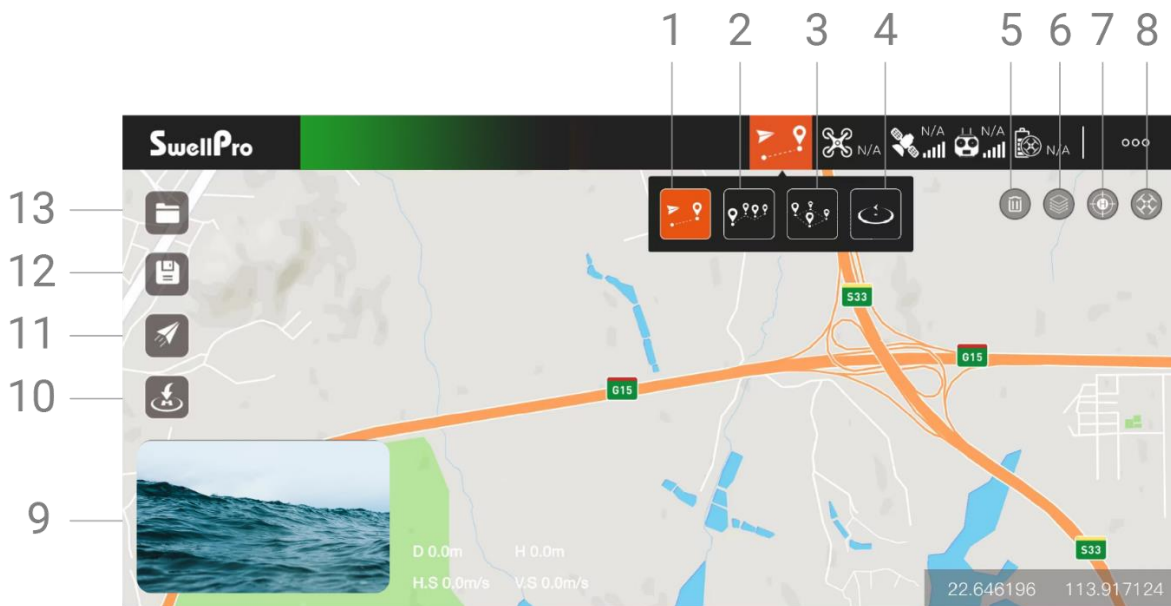 1 2 3 4 5 6 7 8
SwellPro
N/A N/A N/A N/A
13
12
11
10
9
S33
G15
G15
S33
D 0.0m H 0.0m
H.S 0.0m/s V.S 0.0m/s
22.646196 113.917124